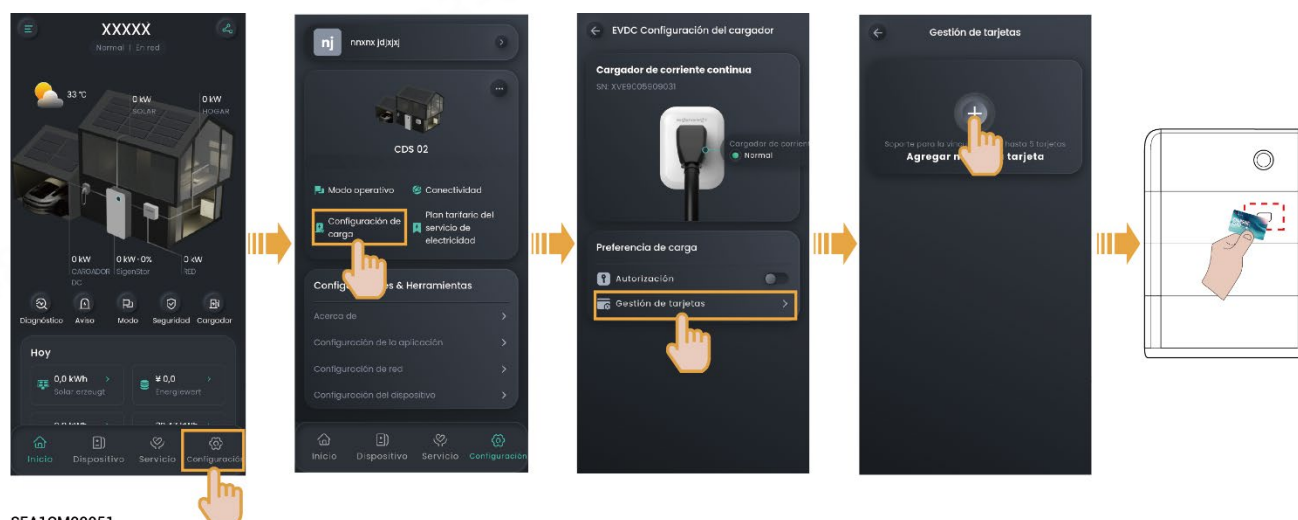 XXXXX
Normal | En red
33 °C
0 kW
SOLAR
0 kW
HOGAR
0 kW
CARGADOR
DC
0 kW · 0%
EigenStor
0 kW
RED
Diagnóstico
Aviso
Modo
Seguridad
Cargador
Hoy
0,0 kWh >
Solar erzeugt
¥ 0,0 >
Energiewert
Inicio
Dispositivo
Servicio
Configuración
nj
nnxnx jdjxjxj
CDS 02
Modo operativo
Conectividad
Configuración de
carga
Plan tarifario del
servicio de
electricidad
& Herramientas
Acerca de
Configuración de la aplicación
Configuración de red
Configuración del dispositivo
Inicio
Dispositivo
Servicio
Configuración
EVDC Configuración del cargador
Cargador de corriente continua
Cargador de corrien
Normal
Preferencia de carga
Autorización
Gestión de tarjetas
Gestión de tarjetas
Soporte para la hasta 5 tarjetas
Agregar tarjeta